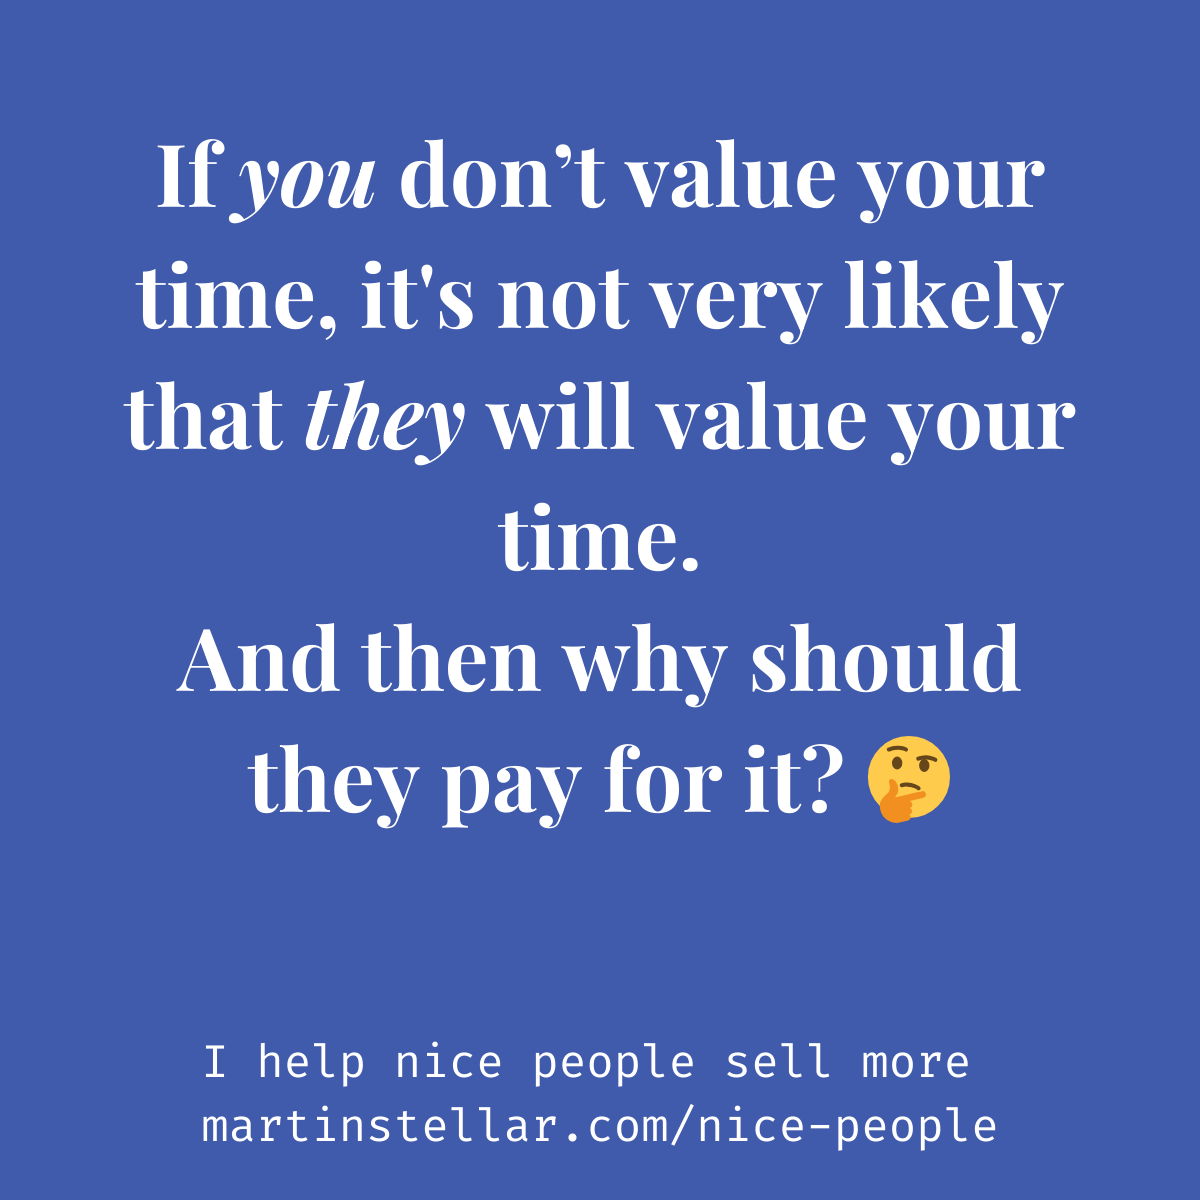 If you don’t value your
time, it's not very likely
that they will value your
time.
And then why should
they pay for it? 🤔
I help nice people sell more
martinstellar.com/nice-people